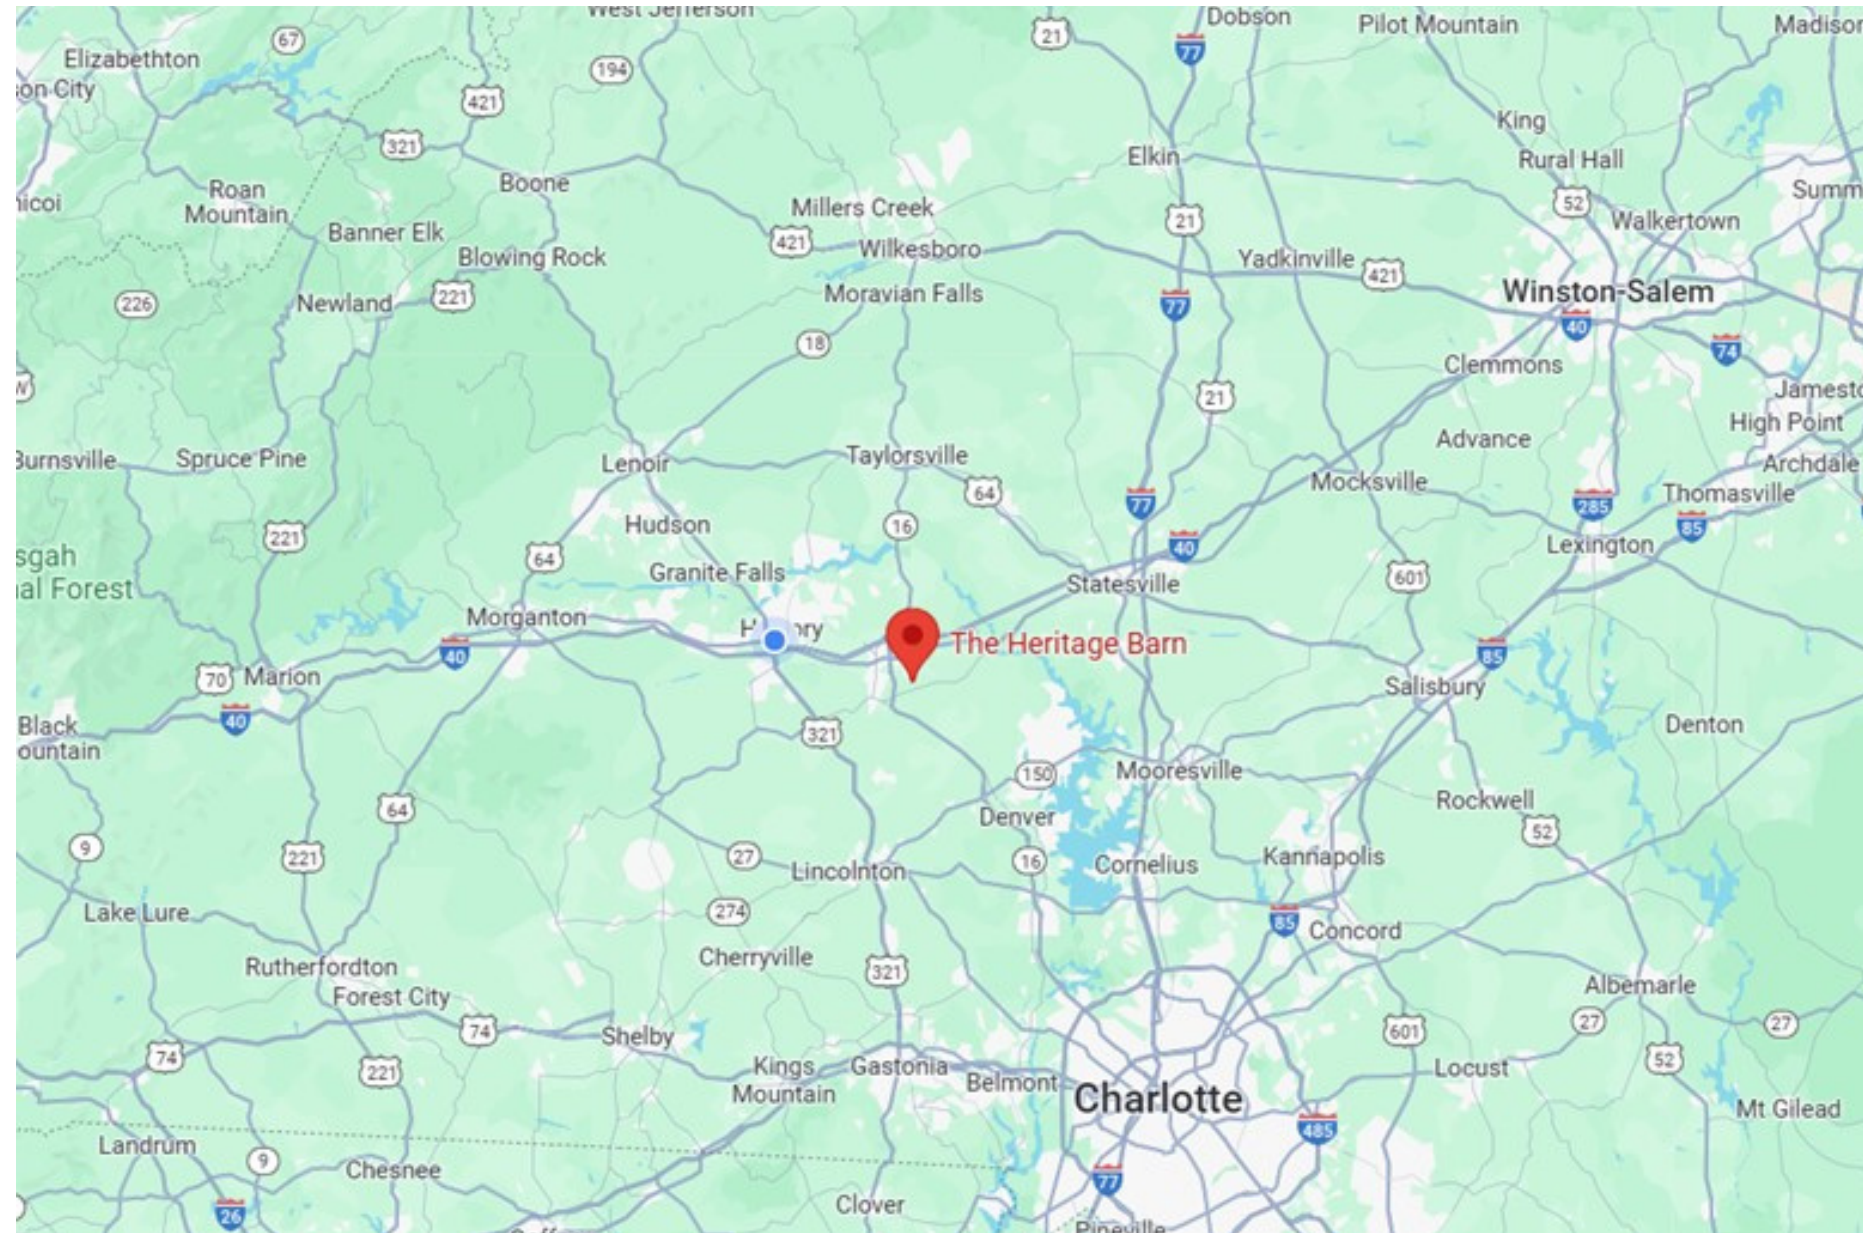 West Jefferson
Dobson
Pilot Mountain
21
77
67
Elizabethton
194
421
King
321
Elkin
Rural Hall
Boone
Roan
Mountain
52
Millers Creek
Banner Elk
21
Walkertown
421
Wilkesboro
Blowing Rock
Yadkinville
421
Winston-Salem
226
Newland
221
Moravian Falls
77
40
18
74
Clemmons
21
High Point
Advance
Spruce Pine
Lenoir
Taylorsville
Archdale
Mocksville
64
77
Thomasville
285
85
Hudson
16
221
64
40
Lexington
Granite Falls
Statesville
601
Morganton
The Heritage Barn
40
85
70
Marion
Salisbury
40
Denton
321
150
Mooresville
Rockwell
64
Denver
52
9
221
27
Lincolnton
16
Cornelius
Kannapolis
Lake Lure
274
85
Concord
Cherryville
Rutherfordton
321
Albemarle
Forest City
74
Shelby
601
27
27
74
221
Kings
Mountain
Gastonia
Belmont
Locust
52
Charlotte
Mt Gilead
485
Landrum
9
Chesnee
77
Clover
26